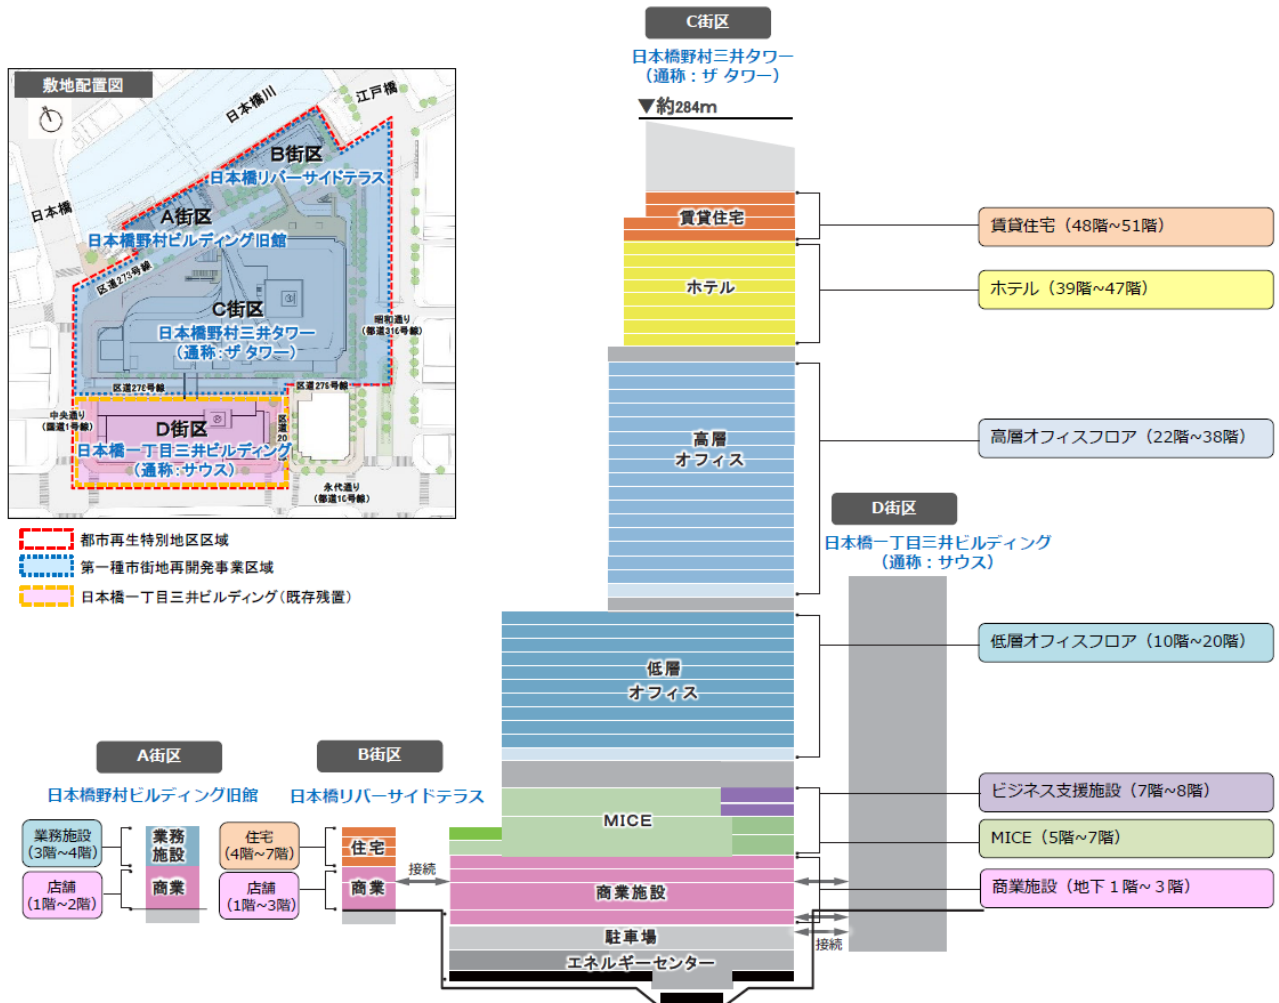 C街区
日本橋野村三井タワー
（通称：ザ タワー）
▼約284m
敷地配置図
日本橋川
江戸橋
B街区
日本橋リバーサイドテラス
日本橋
A街区
日本橋野村ビルディング旧館
区道273号線
C街区
日本橋野村三井タワー
（通称：ザ タワー）
昭和通り
（都道316号線）
区道278号線
区道276号線
中央通り
（国道1号線）
D街区
日本橋一丁目三井ビルディング
（通称：サウス）
区道20
永代通り
（都道10号線）
都市再生特別地区区域
第一種市街地再開発事業区域
日本橋一丁目三井ビルディング（既存残置）
賃貸住宅
ホテル
高層
オフィス
低層
オフィス
MICE
商業施設
駐車場
エネルギーセンター
賃貸住宅（48階~51階）
ホテル（39階~47階）
高層オフィスフロア（22階~38階）
D街区
日本橋一丁目三井ビルディング
（通称：サウス）
低層オフィスフロア（10階~20階）
ビジネス支援施設（7階~8階）
MICE（5階~7階）
商業施設（地下１階~３階）
A街区
日本橋野村ビルディング旧館
業務施設
(3階~4階)
店舗
(1階~2階)
業務
施設
商業
B街区
日本橋リバーサイドテラス
住宅
(4階~7階)
店舗
(1階~3階)
住宅
商業
接続
接続